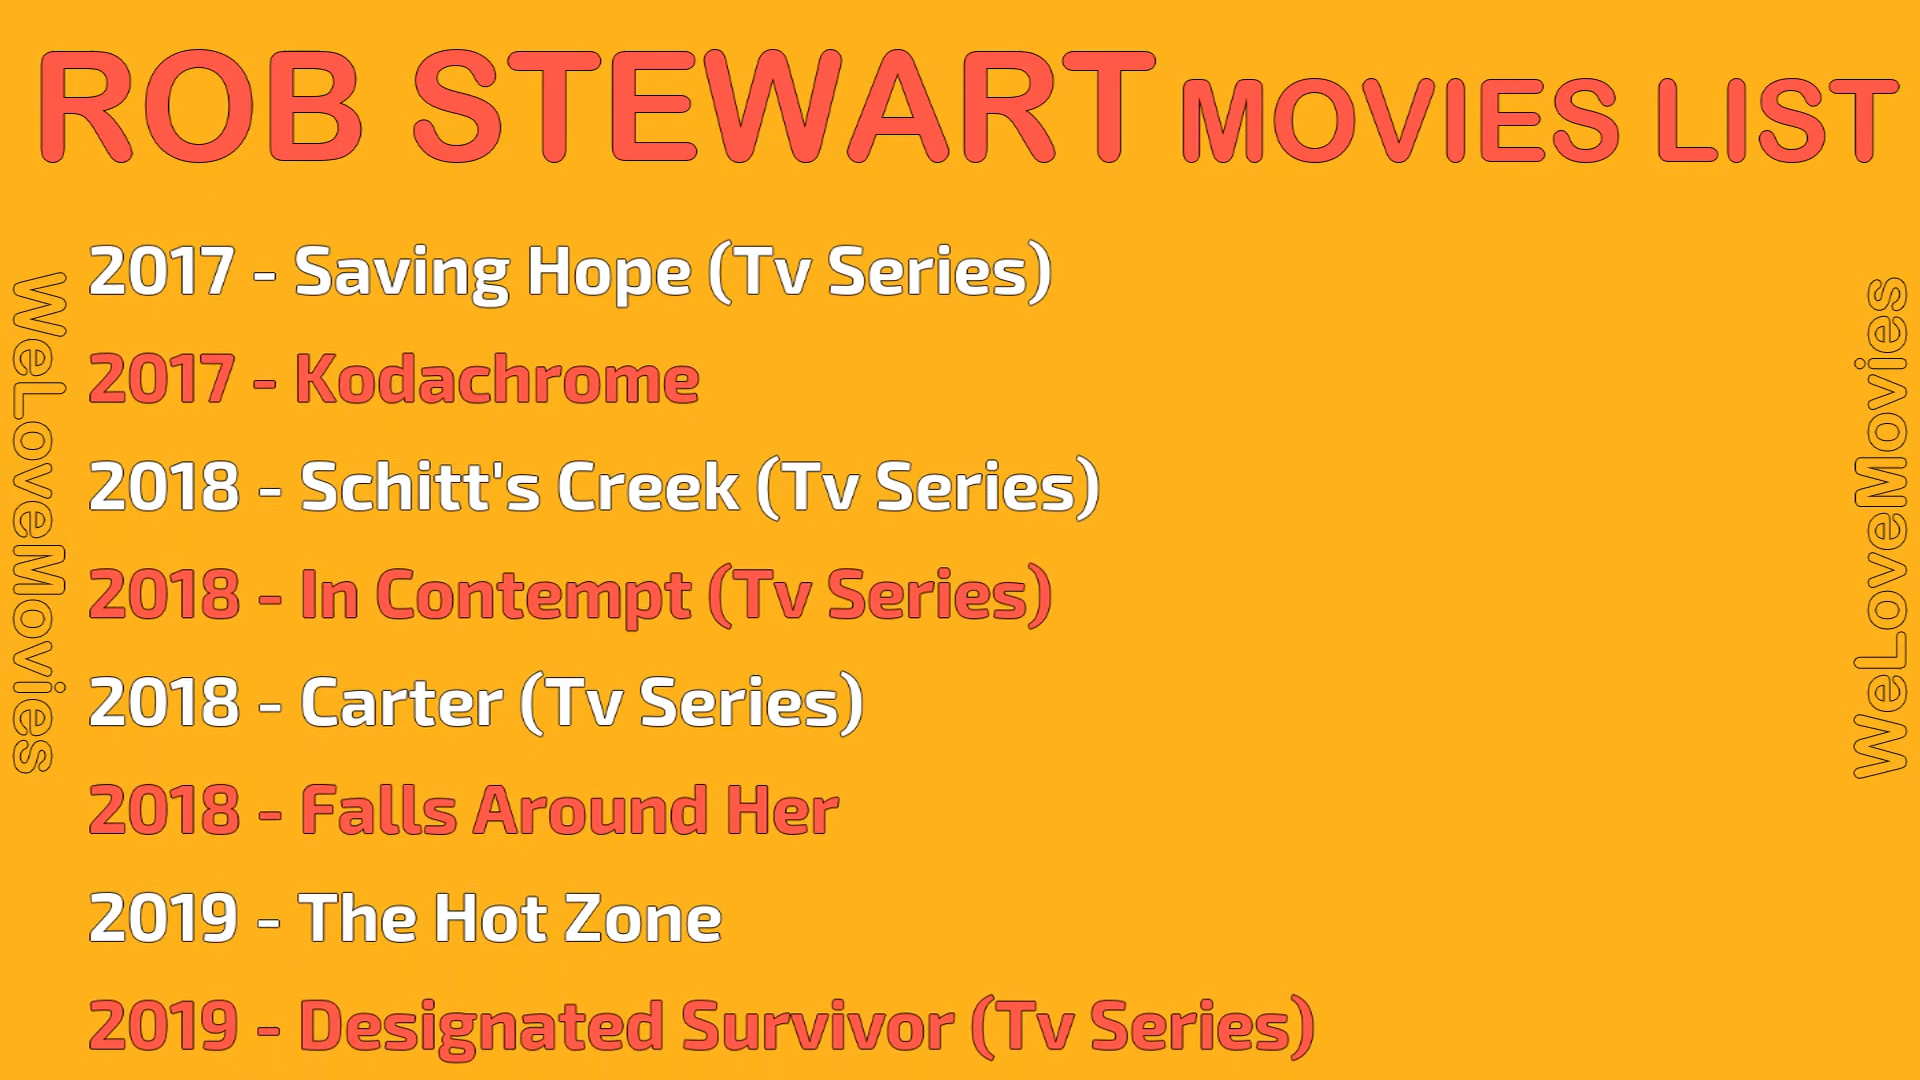 ROB STEWART MOVIES LIST
2017 - Saving Hope (Tv Series)
2017 - Kodachrome
2018 - Schitt's Creek (Tv Series)
2018 - In Contempt (Tv Series)
2018 - Carter (Tv Series)
2018 - Falls Around Her
2019 - The Hot Zone
2019 - Designated Survivor (Tv Series)
WeLoveMovies
WeLoveMovies